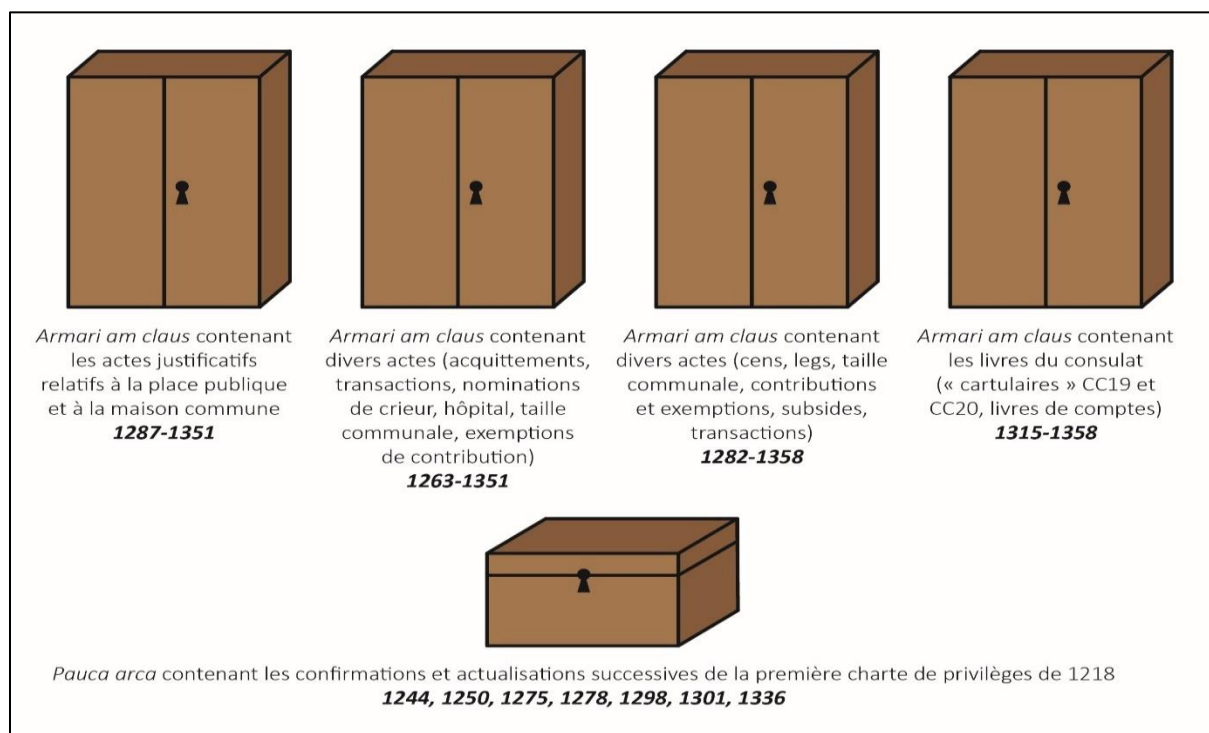 Armari am claus contenant
les actes justificatifs
relatifs à la place publique
et à la maison commune
1287-1351
Armari am claus contenant
divers actes (acquittements,
transactions, nominations
de crieur, hôpital, taille
communale, exemptions
de contribution)
1263-1351
Armari am claus contenant
divers actes (cens, legs, taille
communale, contributions
et exemptions, subsides,
transactions)
1282-1358
Armari am claus contenant
les livres du consulat
(« cartulaires » CC19 et
CC20, livres de comptes)
1315-1358
Pauca arca contenant les confirmations et actualisations successives de la première charte de privilèges de 1218
1244, 1250, 1275, 1278, 1298, 1301, 1336